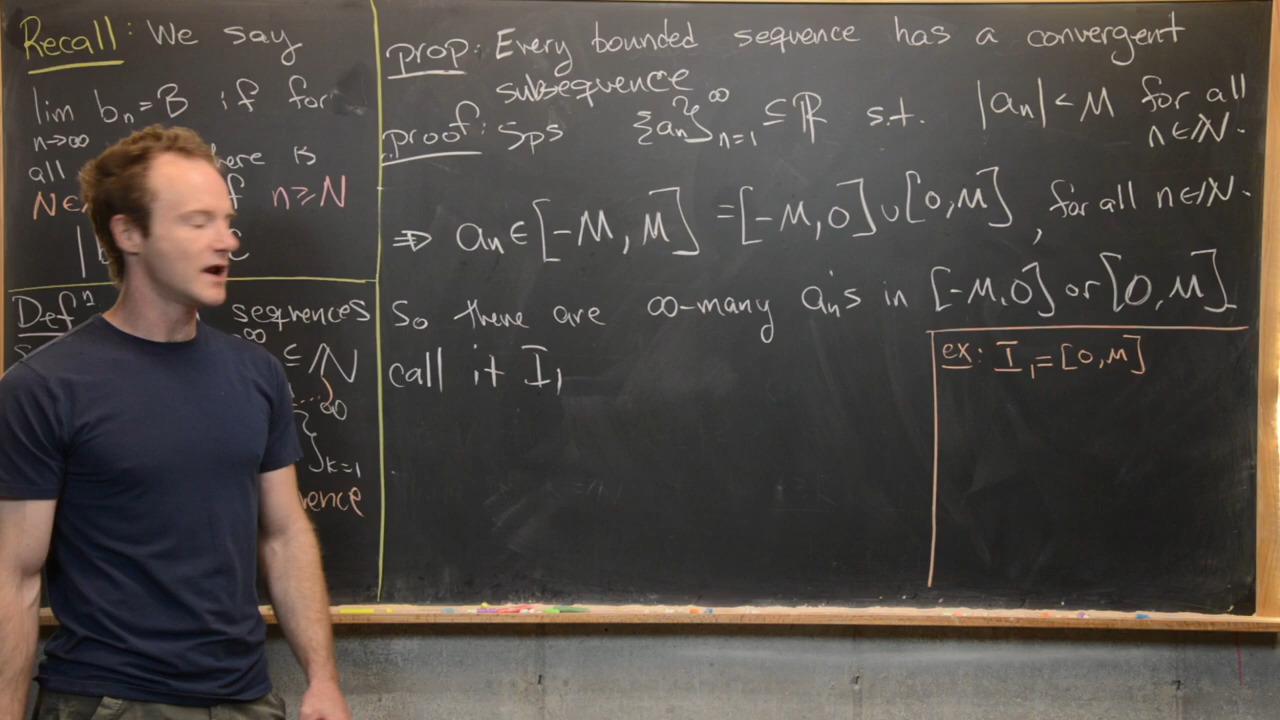 Recall: We say
lim bₙ = B if for
n→∞
all here is
N∈ f n ≥ N
|b
Defⁿ sequences
∞ ⊆ ℕ
}∞ k=1
prop: Every bounded sequence has a convergent
subsequence
proof: Sps {aₙ}∞ n=1 ⊆ ℝ s.t. |aₙ| < M for all
n∈ℕ.
⇒ aₙ ∈ [-M, M] = [-M, 0] ∪ [0, M], for all n∈ℕ.
So there are ∞-many aₙ's in [-M, 0] or [0, M]
call it I₁
ex: I₁ = [0, M]